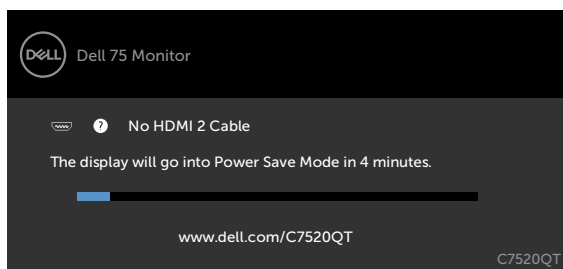 DELL
Dell 75 Monitor
? No HDMI 2 Cable
The display will go into Power Save Mode in 4 minutes.
www.dell.com/C7520QT
C7520QT